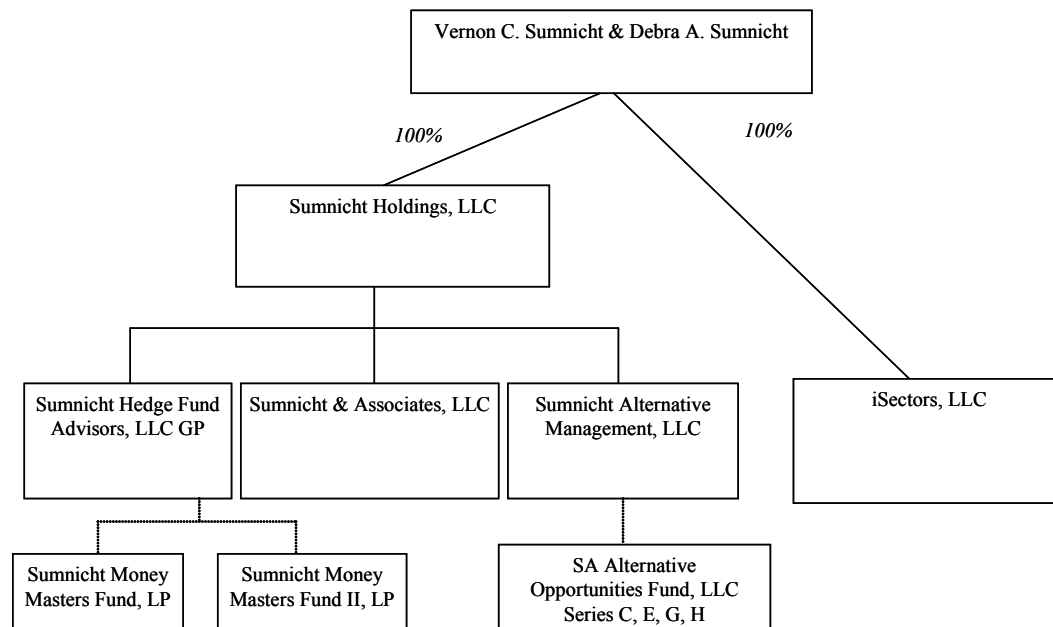 Vernon C. Sumnicht & Debra A. Sumnicht
100%
100%
Sumnicht Holdings, LLC
Sumnicht Hedge Fund
Advisors, LLC GP
Sumnicht & Associates, LLC
Sumnicht Alternative
Management, LLC
iSectors, LLC
Sumnicht Money
Masters Fund, LP
Sumnicht Money
Masters Fund II, LP
SA Alternative
Opportunities Fund, LLC
Series C, E, G, H